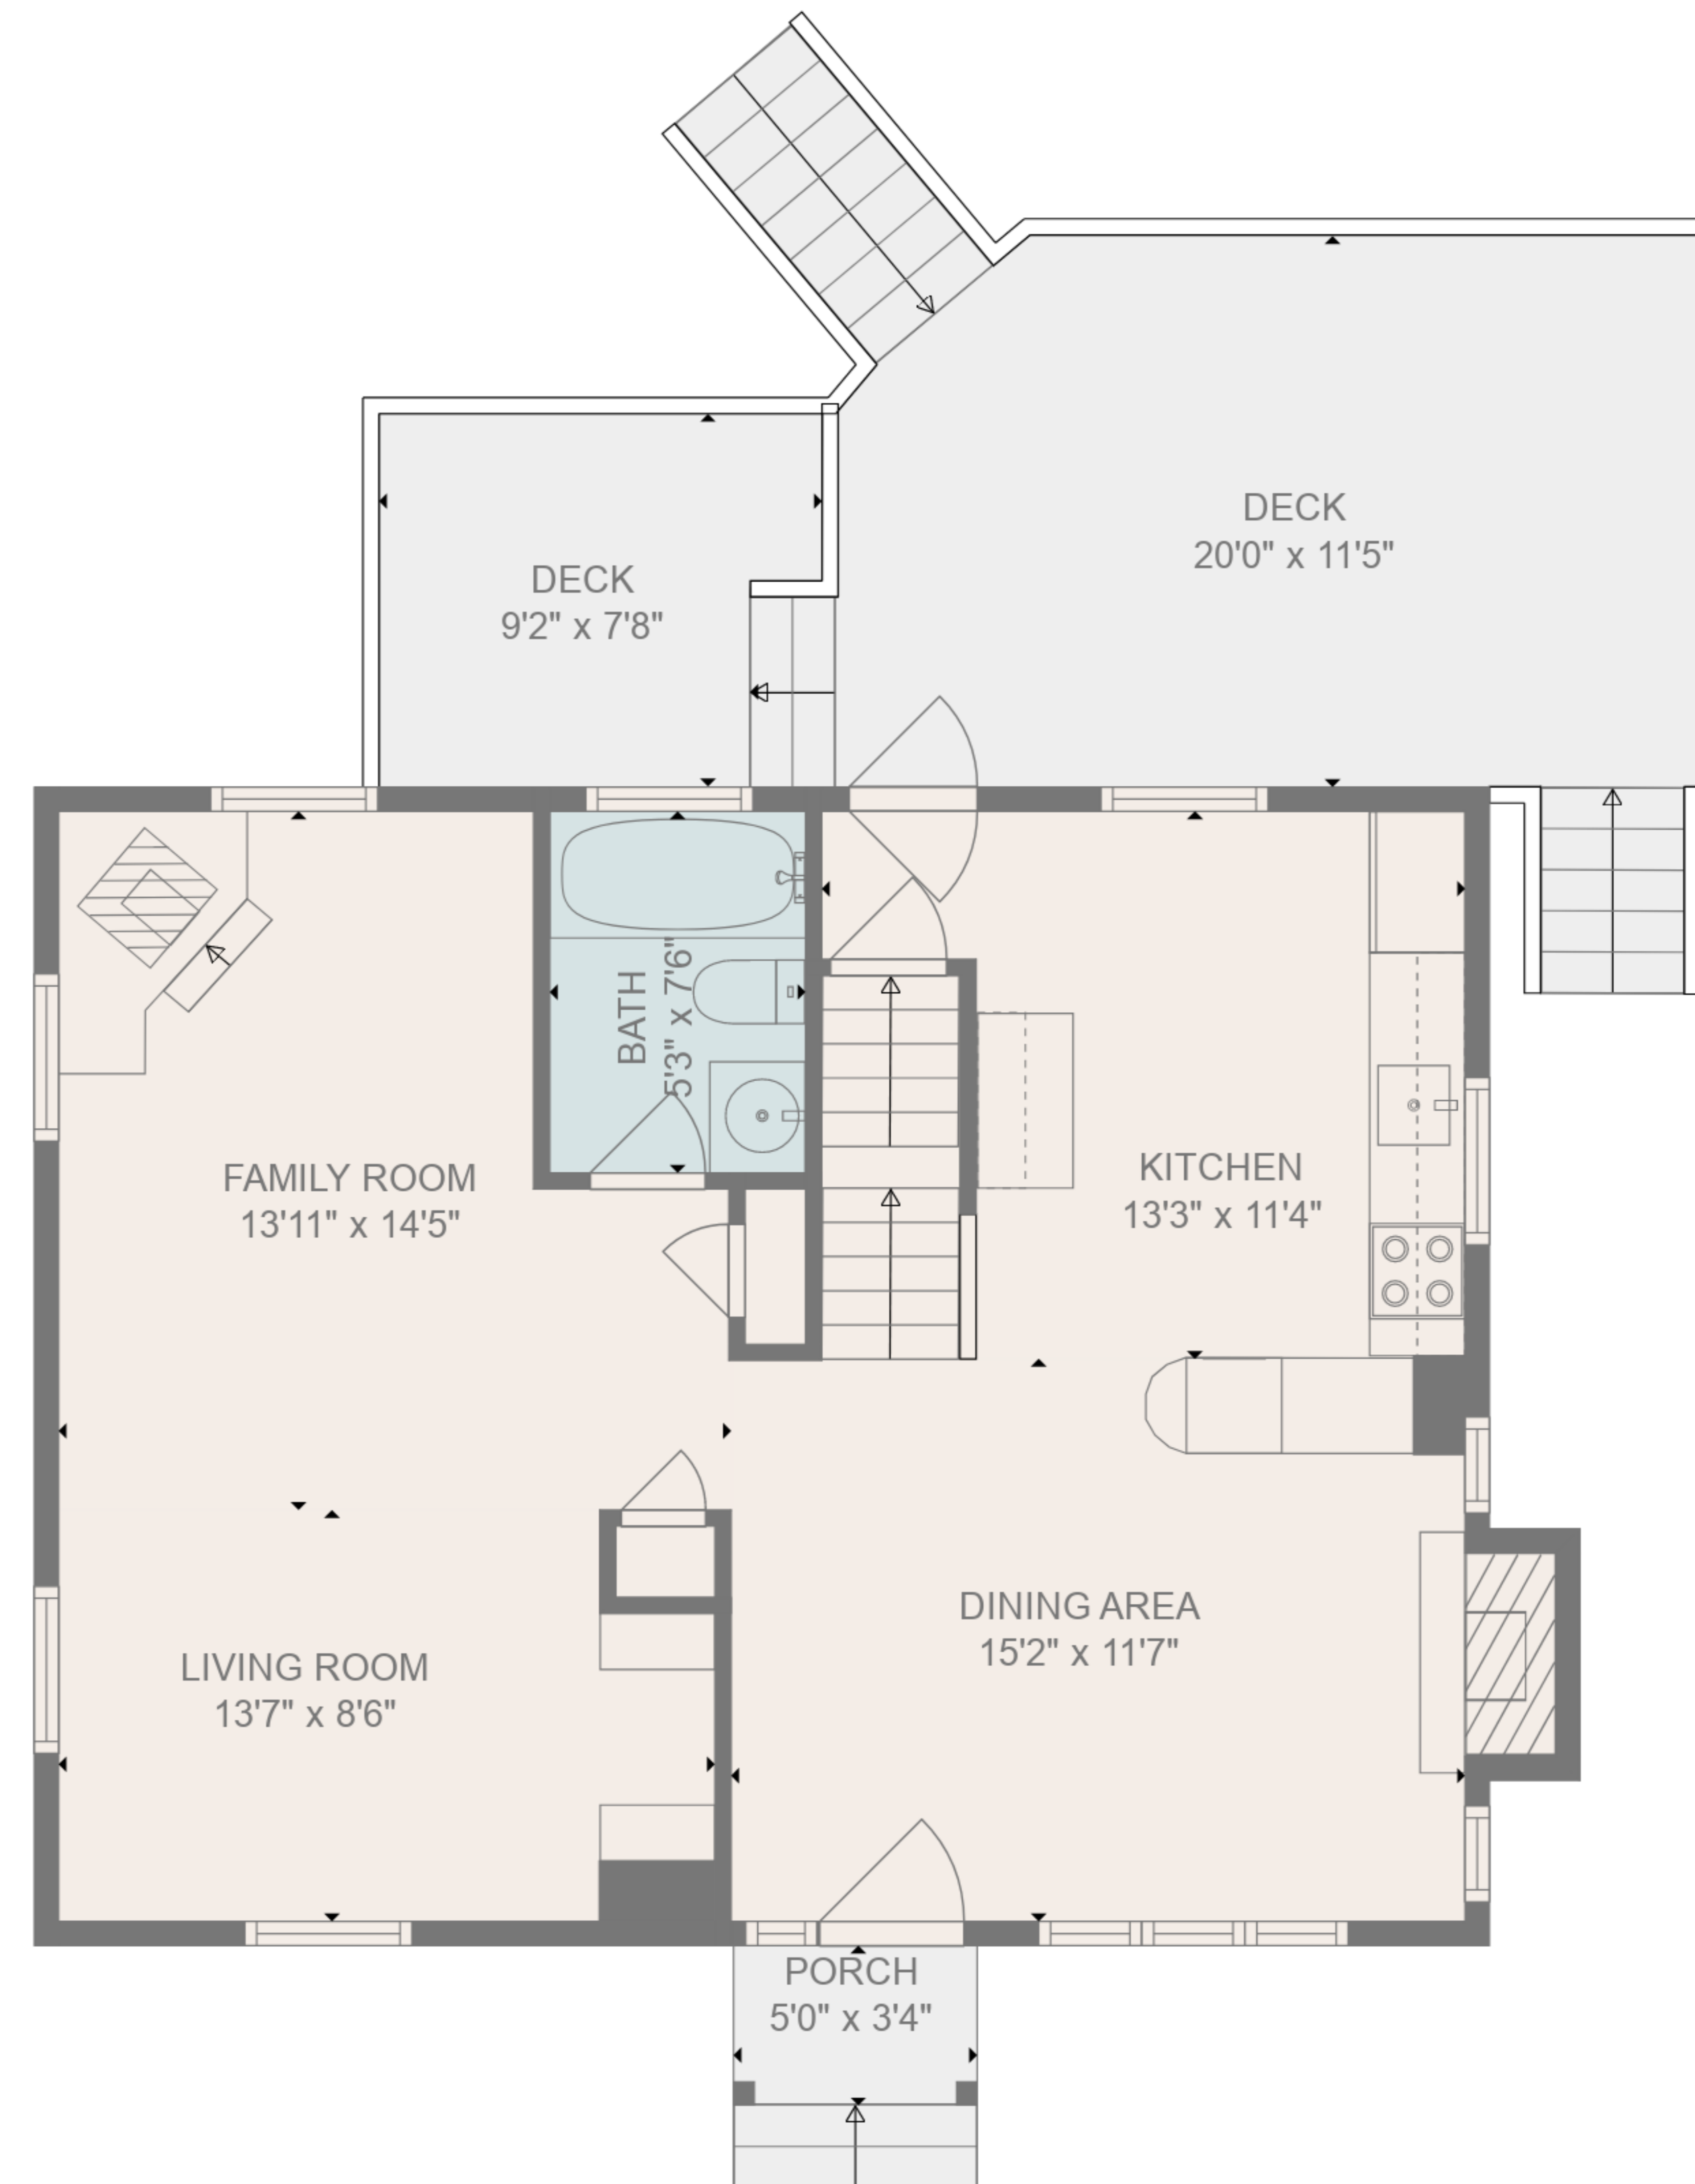 DECK
20'0" x 11'5"
DECK
9'2" x 7'8"
BATH
5'3" x 7'6"
FAMILY ROOM
13'11" x 14'5"
KITCHEN
13'3" x 11'4"
DINING AREA
15'2" x 11'7"
LIVING ROOM
13'7" x 8'6"
PORCH
5'0" x 3'4"